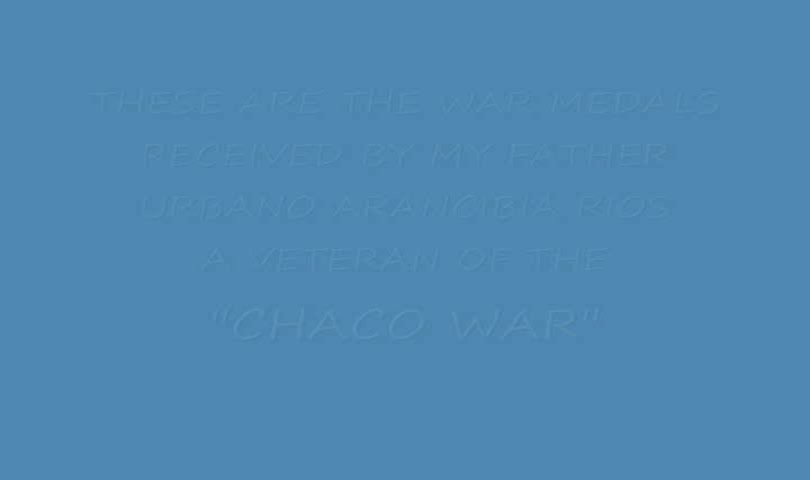 THESE ARE THE WAR MEDALS
RECEIVED BY MY FATHER
URBANO ARANCIBIA RIOS
A VETERAN OF THE
"CHACO WAR"